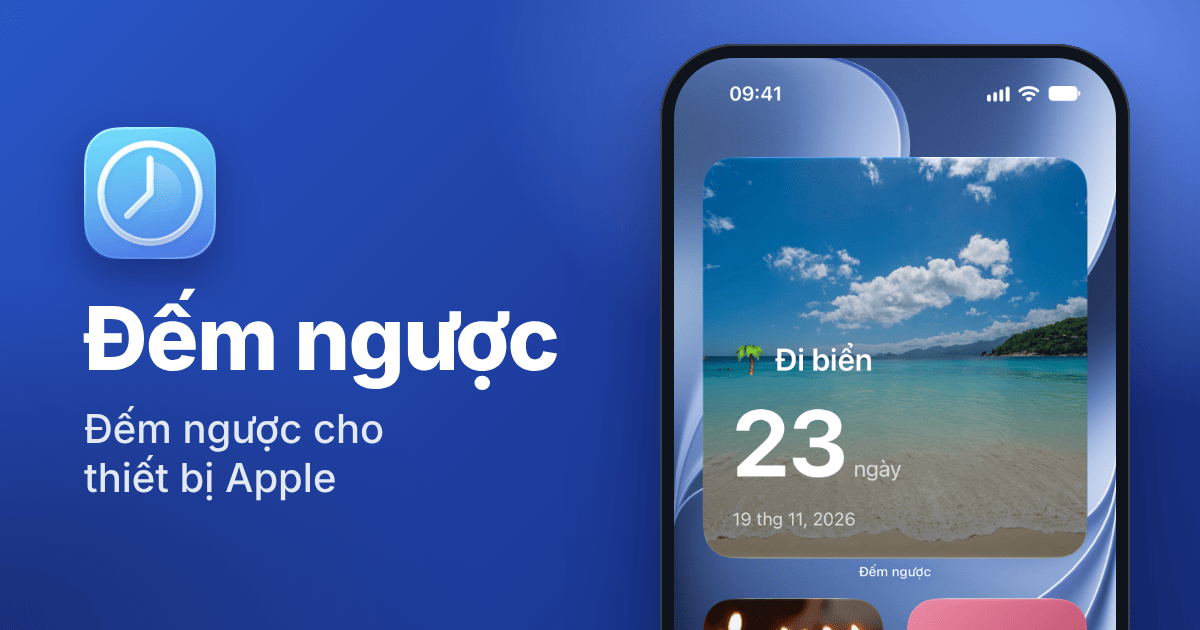 Đếm ngược
Đếm ngược cho
thiết bị Apple
09:41
🌴 Đi biển
23 ngày
19 thg 11, 2026
Đếm ngược